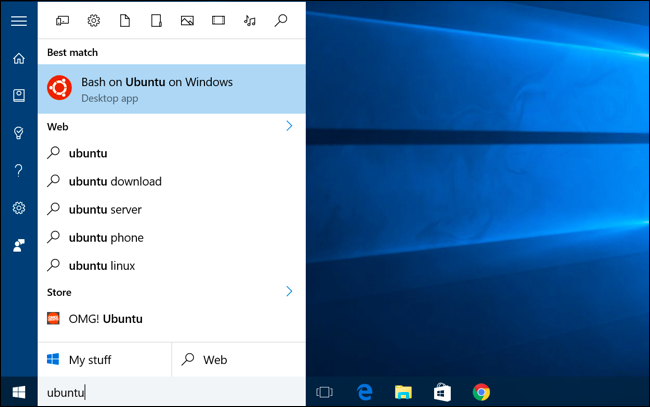 Best match
Bash on Ubuntu on Windows
Desktop app
Web
ubuntu
ubuntu download
ubuntu server
ubuntu phone
ubuntu linux
Store
OMG! Ubuntu
My stuff
Web
ubuntu